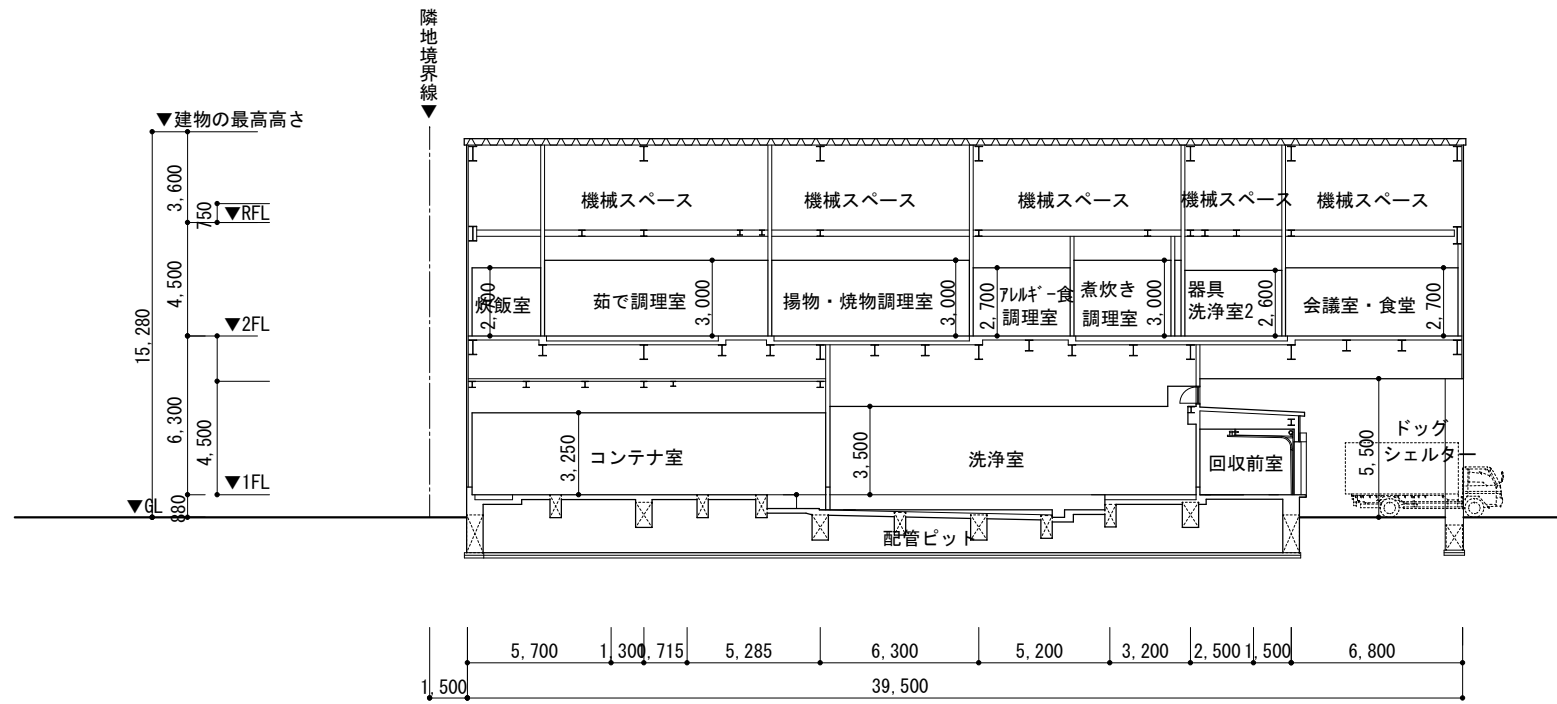 隣地境界線
▼
▼建物の最高高さ
3,600
750
▼RFL
4,500
▼2FL
15,280
6,300
4,500
▼1FL
▼GL
880
機械スペース
機械スペース
機械スペース
機械スペース
機械スペース
炊飯室
2,700
茹で調理室
3,000
揚物・焼物調理室
3,000
2,700
ｱﾚﾙｷﾞｰ食
調理室
煮炊き
調理室
3,000
器具
洗浄室2
2,600
会議室・食堂
2,700
コンテナ室
3,250
3,500
洗浄室
回収前室
5,500
ドッグ
シェルター
配管ピット
5,700
1,300
1,715
5,285
6,300
5,200
3,200
2,500
1,500
6,800
1,500
39,500